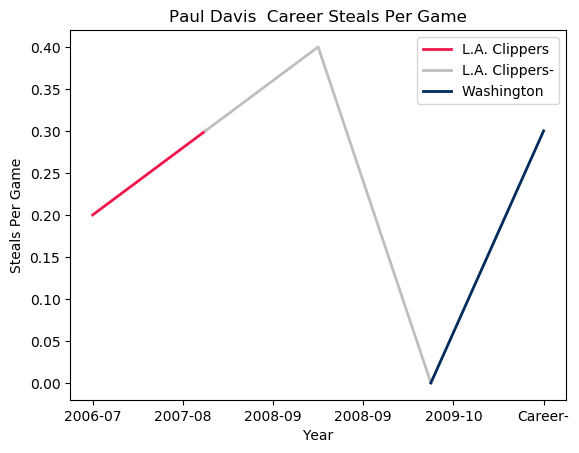 Paul Davis  Career Steals Per Game
L.A. Clippers
L.A. Clippers-
Washington
0.40
0.35
0.30
0.25
0.20
0.15
0.10
0.05
0.00
Steals Per Game
2006-07 2007-08 2008-09 2008-09 2009-10 Career-
Year